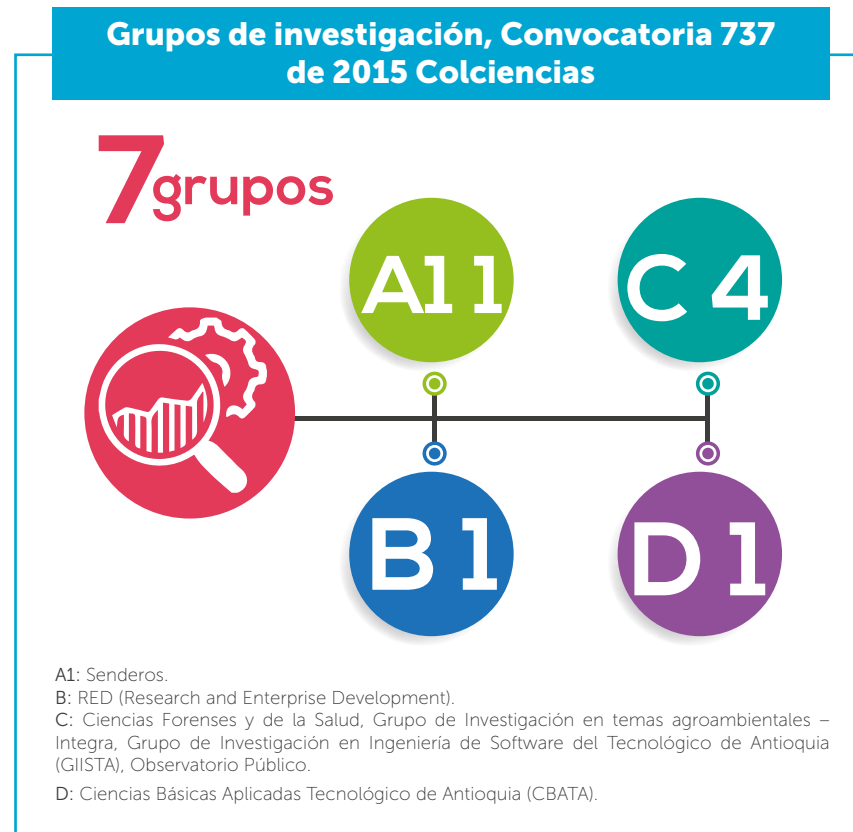 Grupos de investigación, Convocatoria 737
de 2015 Colciencias
7grupos
A1 1
C 4
B 1
D 1
A1: Senderos.
B: RED (Research and Enterprise Development).
C: Ciencias Forenses y de la Salud, Grupo de Investigación en temas agroambientales –
Integra, Grupo de Investigación en Ingeniería de Software del Tecnológico de Antioquia
(GIISTA), Observatorio Público.
D: Ciencias Básicas Aplicadas Tecnológico de Antioquia (CBATA).